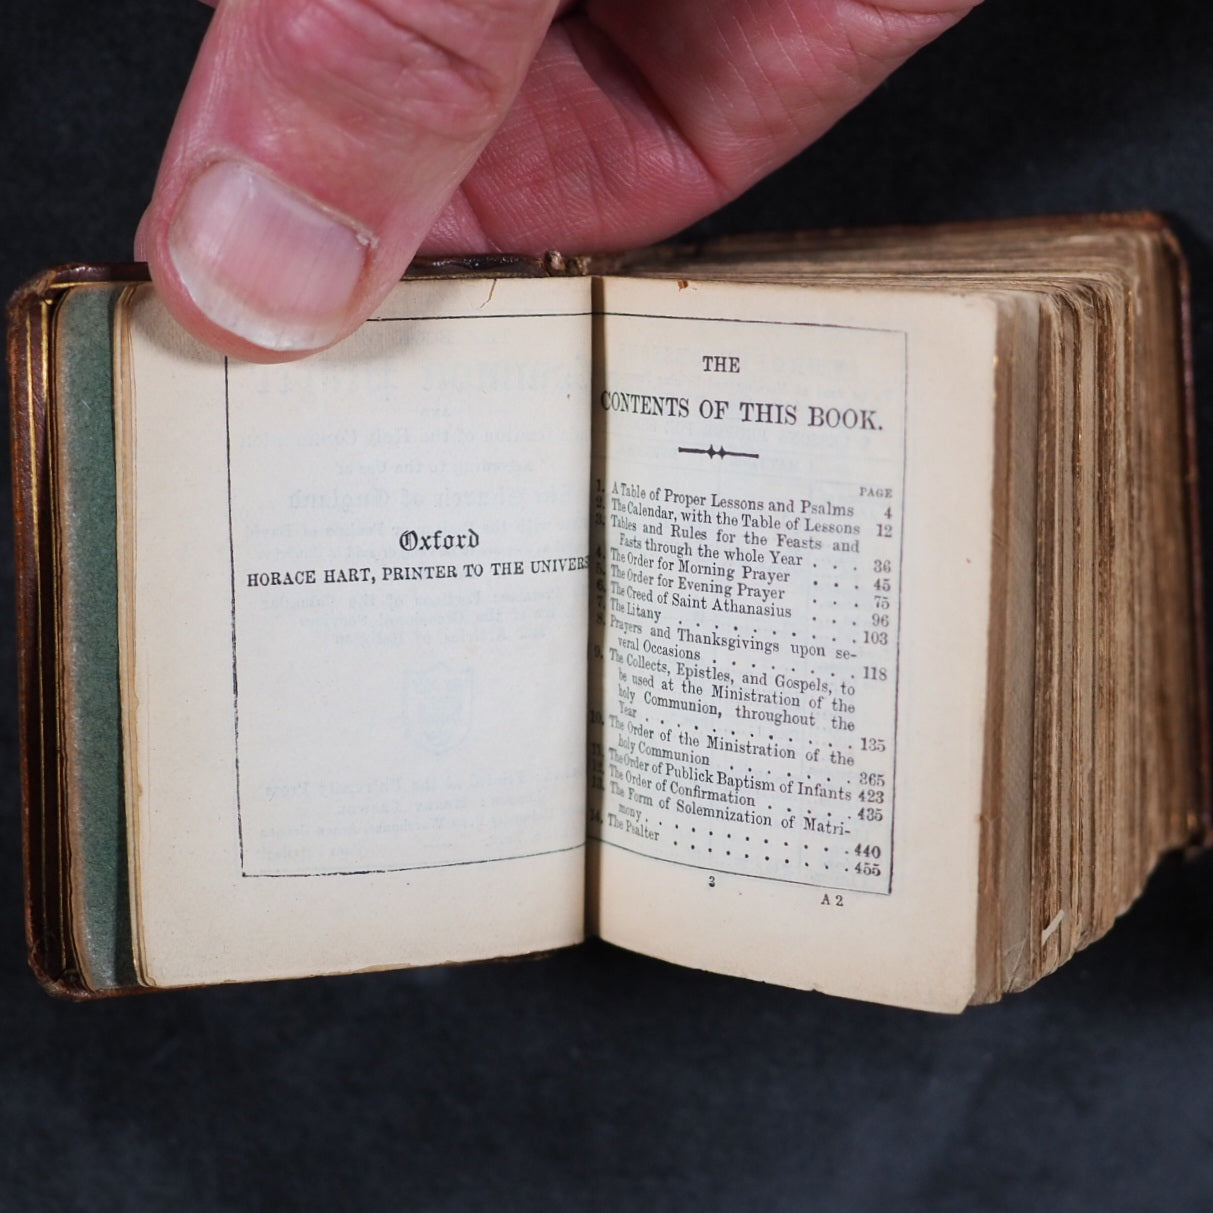 Oxford
HORACE HART, PRINTER TO THE UNIVERS
THE
CONTENTS OF THIS BOOK.
PAGE
1. A Table of Proper Lessons and Psalms 4
2. The Calendar, with the Table of Lessons 12
3. Tables and Rules for the Feasts and
Fasts through the whole Year . . . 36
4. The Order for Morning Prayer . . . 45
5. The Order for Evening Prayer . . . 75
6. The Creed of Saint Athanasius . . . 96
7. The Litany . . . . . . . . . . 103
8. Prayers and Thanksgivings upon se-
veral Occasions . . . . . . . . 118
9. The Collects, Epistles, and Gospels, to
be used at the Ministration of the
holy Communion, throughout the
Year . . . . . . . . . . . 135
10. The Order of the Ministration of the
holy Communion . . . . . . . 365
11. The Order of Publick Baptism of Infants 423
12. The Order of Confirmation . . . . . 435
13. The Form of Solemnization of Matri-
mony . . . . . . . . . . . 440
14. The Psalter . . . . . . . . . . 455
3
A 2